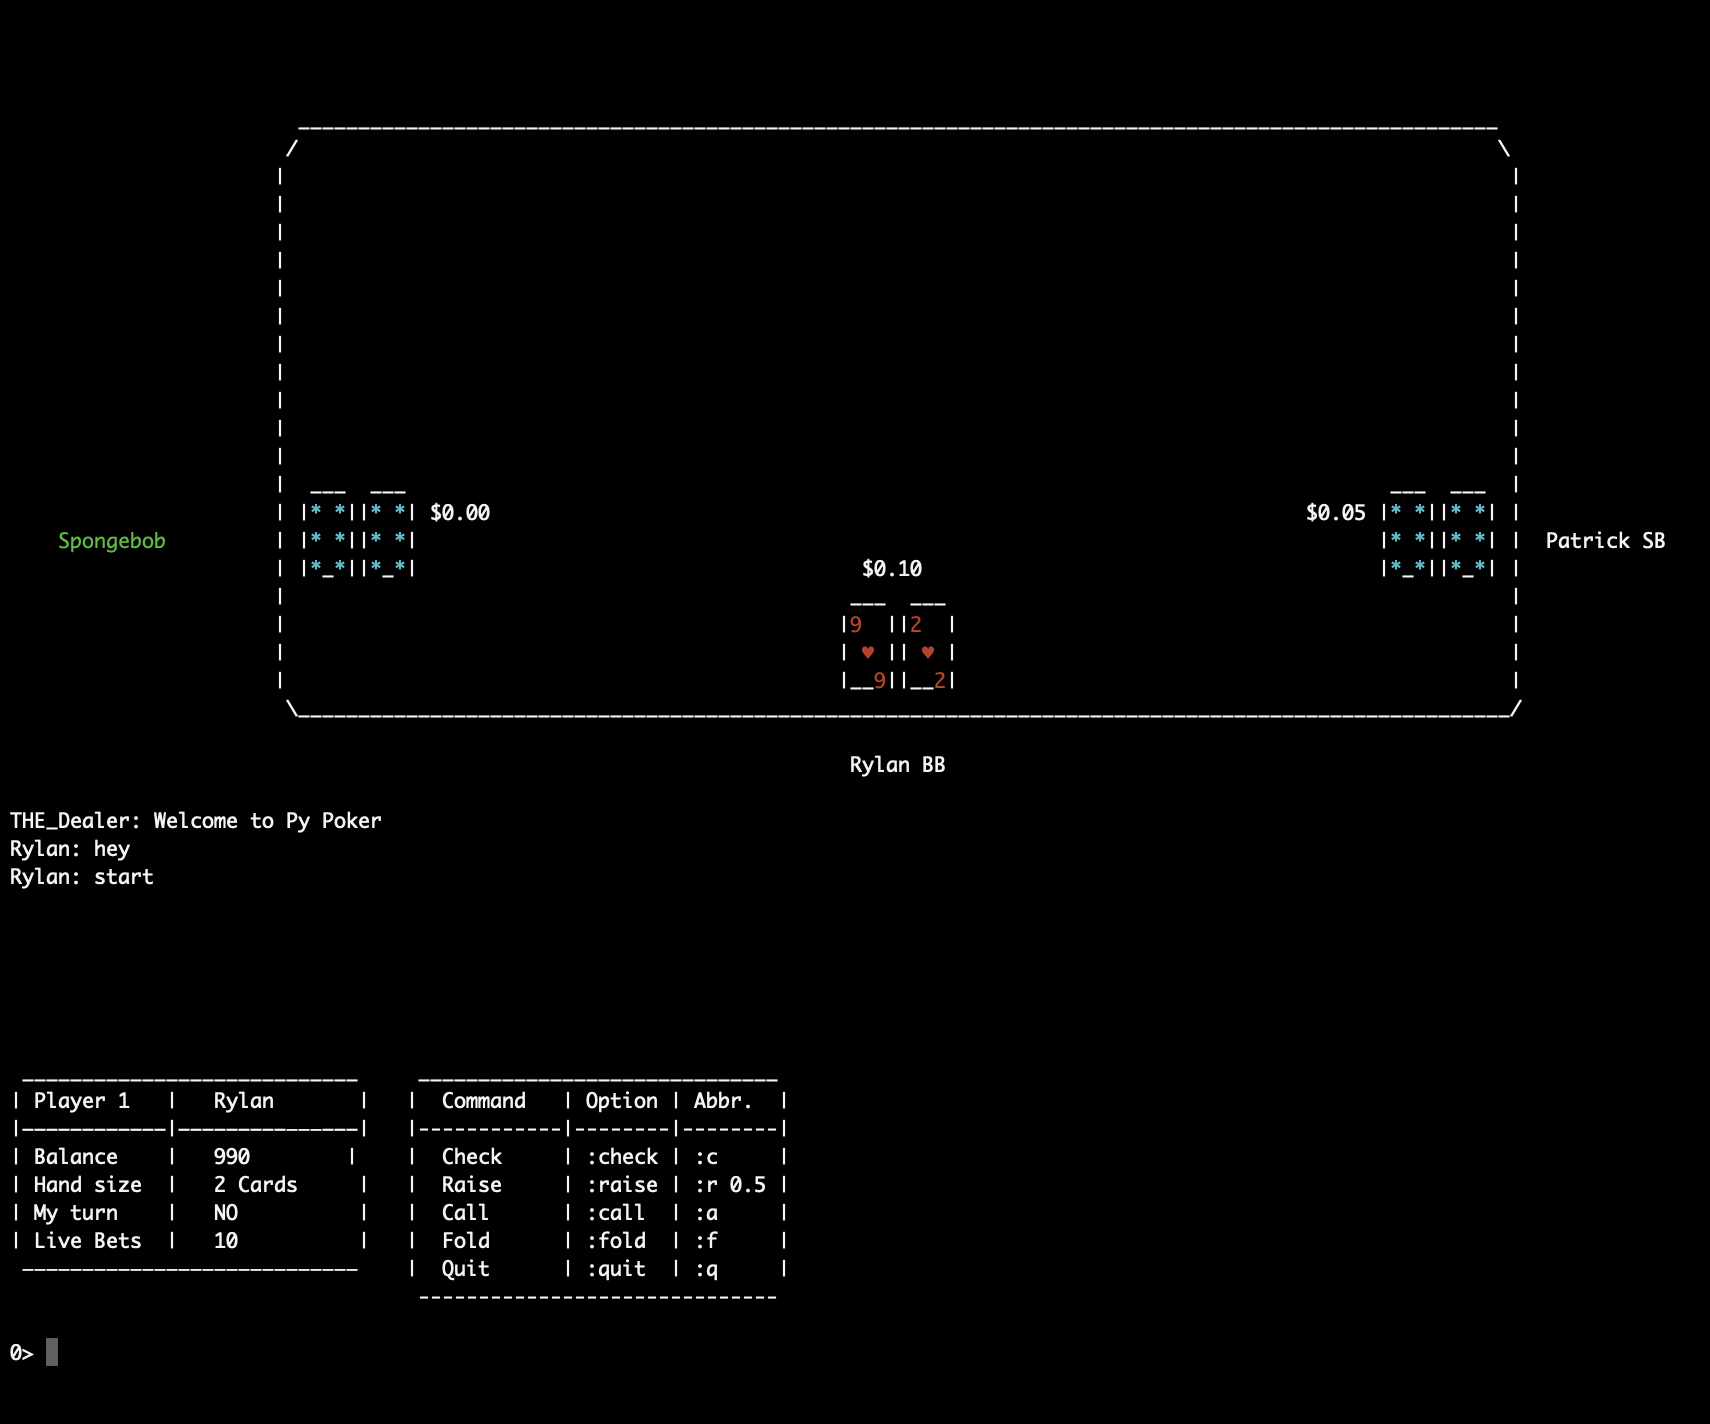 * * * * $0.00 $0.05 * * * *
Spongebob * * * * * * * * Patrick SB
*_* *_* $0.10 *_* *_*
9 2
♥ ♥
__9 __2
Rylan BB
THE_Dealer: Welcome to Py Poker
Rylan: hey
Rylan: start
| Player 1 | Rylan |
| Balance | 990 |
| Hand size | 2 Cards |
| My turn | NO |
| Live Bets | 10 |
| Command | Option | Abbr. |
| Check | :check | :c |
| Raise | :raise | :r 0.5 |
| Call | :call | :a |
| Fold | :fold | :f |
| Quit | :quit | :q |
0>